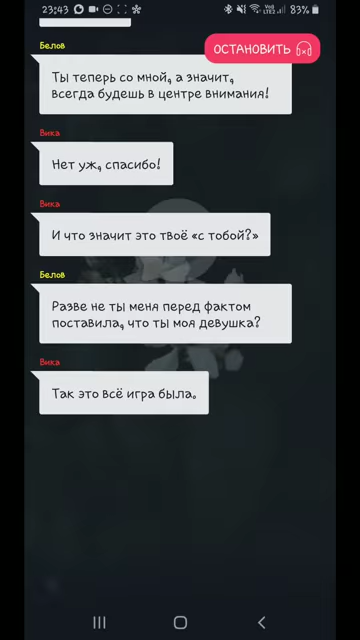 23:43
VoLTE2 83%
ОСТАНОВИТЬ
Белов
Ты теперь со мной, а значит,
всегда будешь в центре внимания!
Вика
Нет уж, спасибо!
Вика
И что значит это твоё «с тобой?»
Белов
Разве не ты меня перед фактом
поставила, что ты моя девушка?
Вика
Так это всё игра была.